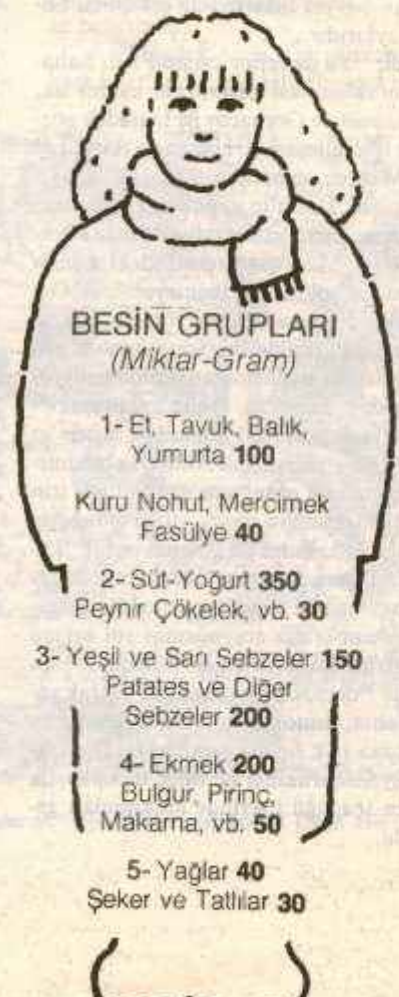 BESİN GRUPLARI
(Miktar-Gram)
1- Et, Tavuk, Balık,
Yumurta 100
Kuru Nohut, Mercimek
Fasülye 40
2- Süt-Yoğurt 350
Peynir Çökelek, vb. 30
3- Yeşil ve Sarı Sebzeler 150
Patates ve Diğer
Sebzeler 200
4- Ekmek 200
Bulgur, Pirinç,
Makarna, vb. 50
5- Yağlar 40
Şeker ve Tatlılar 30